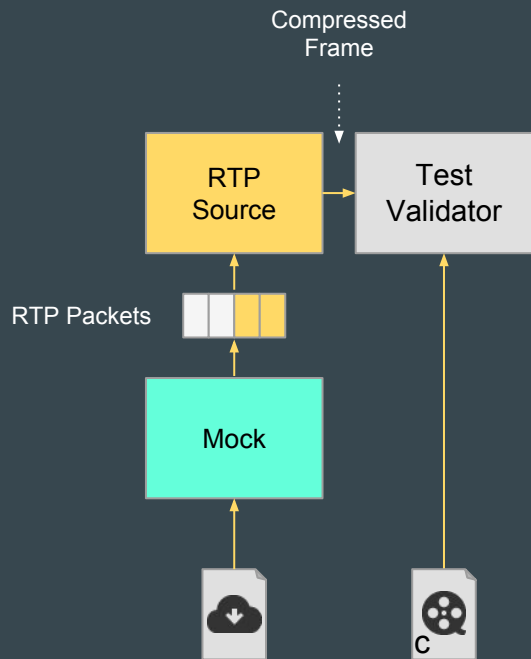 Compressed
Frame
RTP
Source
Test
Validator
RTP Packets
Mock
C